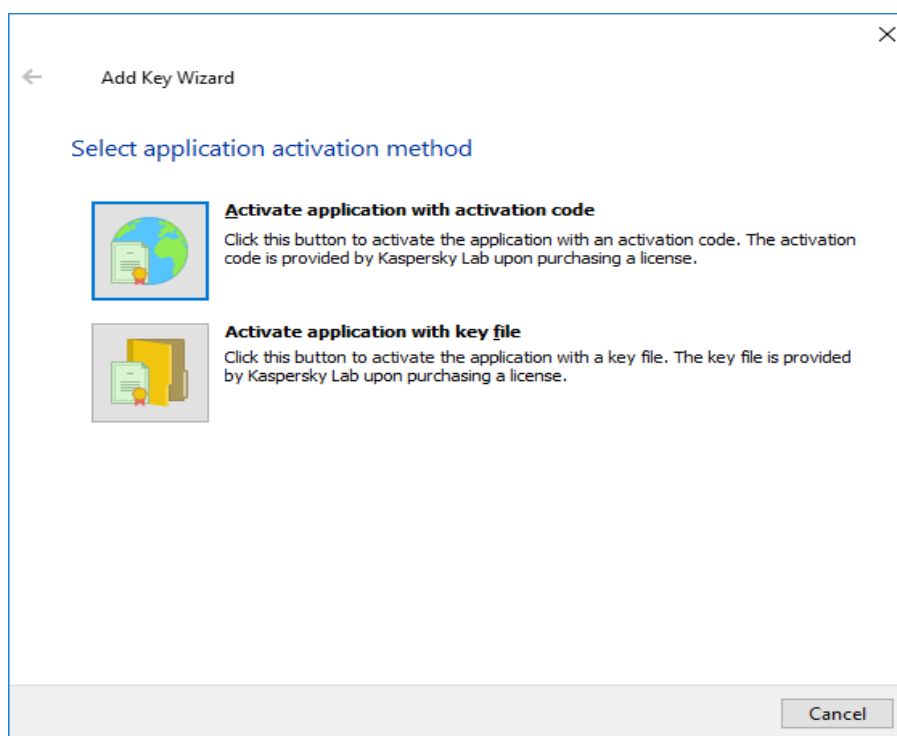 Add Key Wizard
Select application activation method
Activate application with activation code
Click this button to activate the application with an activation code. The activation
code is provided by Kaspersky Lab upon purchasing a license.
Activate application with key file
Click this button to activate the application with a key file. The key file is provided
by Kaspersky Lab upon purchasing a license.
Cancel